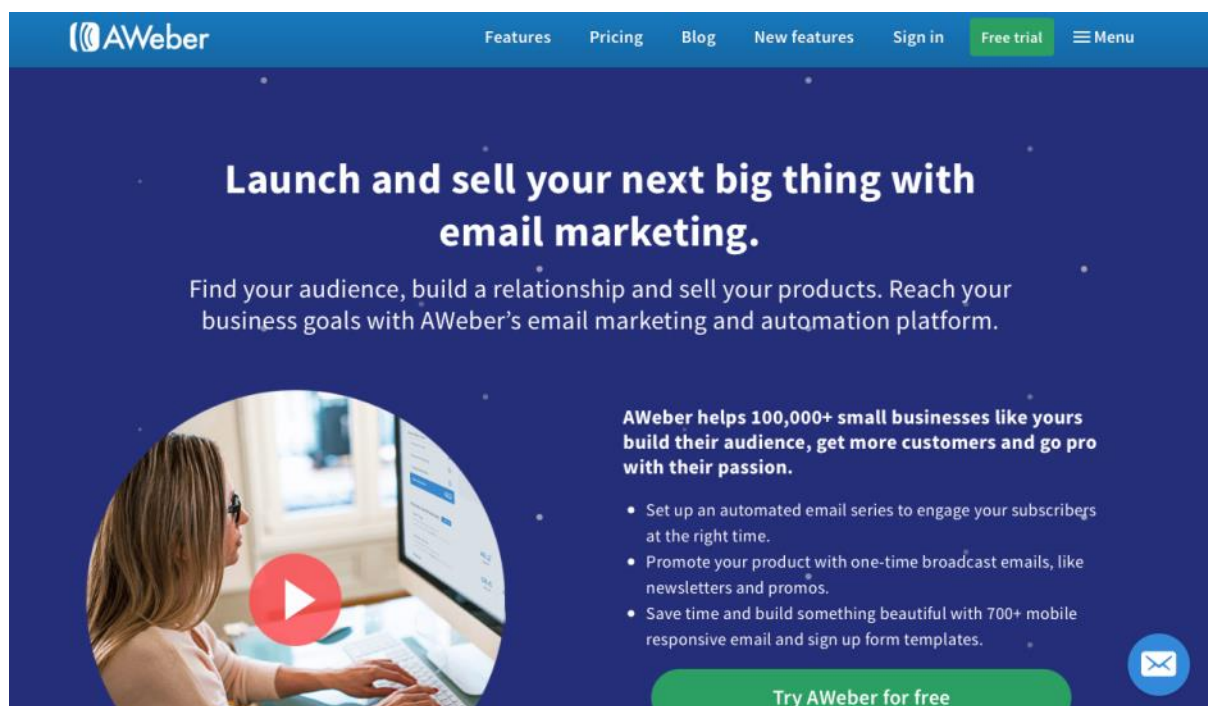 AWeber
Features Pricing Blog New features Sign in Free trial Menu
Launch and sell your next big thing with
email marketing.
Find your audience, build a relationship and sell your products. Reach your
business goals with AWeber’s email marketing and automation platform.
AWeber helps 100,000+ small businesses like yours
build their audience, get more customers and go pro
with their passion.
• Set up an automated email series to engage your subscribers
at the right time.
• Promote your product with one-time broadcast emails, like
newsletters and promos.
• Save time and build something beautiful with 700+ mobile
responsive email and sign up form templates.
Try AWeber for free